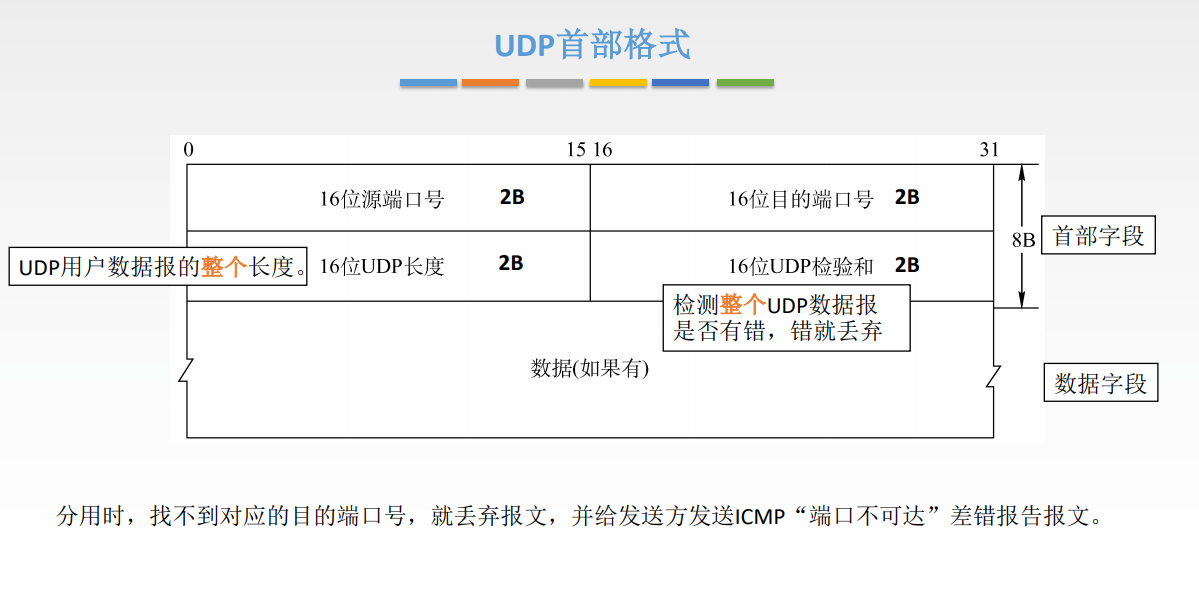 UDP首部格式
0 15 16 31
16位源端口号 2B 16位目的端口号 2B
8B 首部字段
UDP用户数据报的整个长度。 16位UDP长度 2B 16位UDP检验和 2B
检测整个UDP数据报
是否有错，错就丢弃
数据(如果有) 数据字段
分用时，找不到对应的目的端口号，就丢弃报文，并给发送方发送ICMP“端口不可达”差错报告报文。